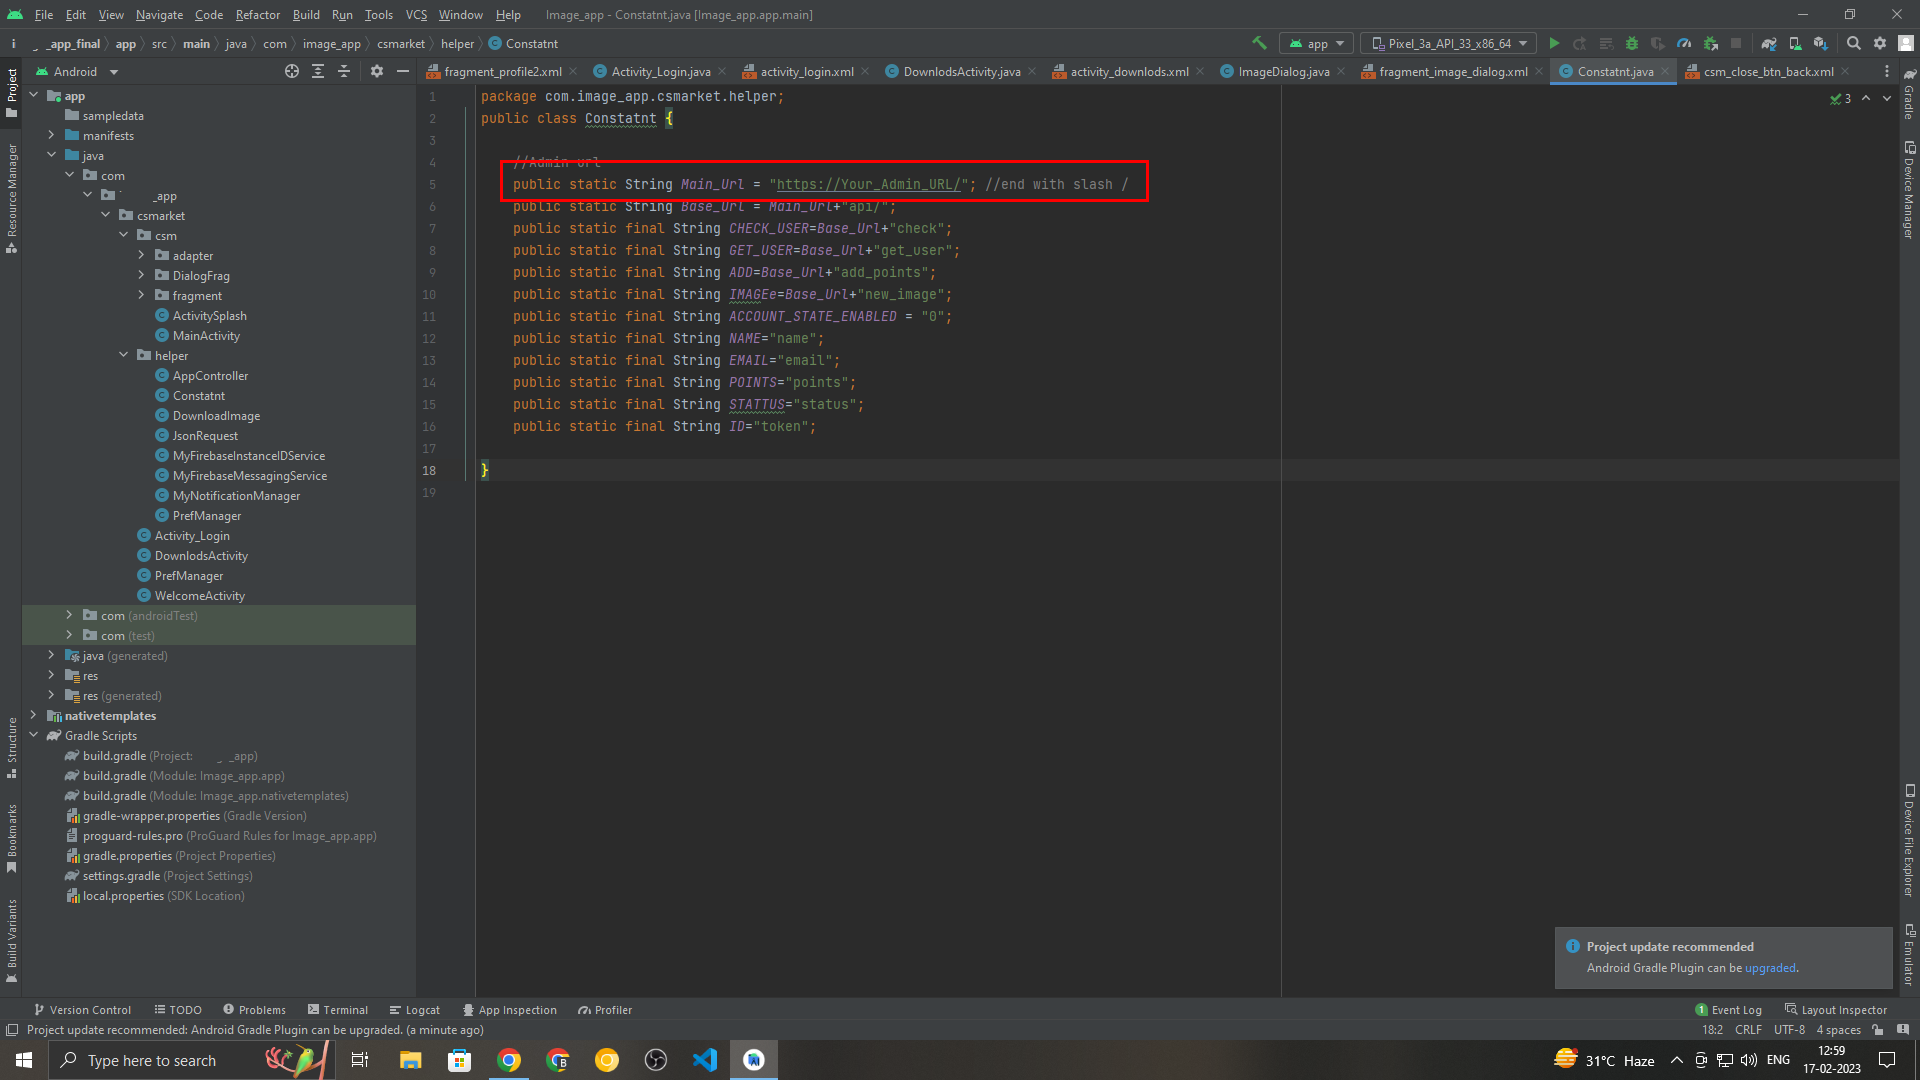 File Edit View Navigate Code Refactor Build Run Tools VCS Window Help Image_app - Constatnt.java [Image_app.app.main]
_app_final app src main java com image_app csmarket helper Constatnt
app Pixel_3a_API_33_x86_64
Android
fragment_profile2.xml Activity_Login.java activity_login.xml DownlodsActivity.java activity_downlods.xml ImageDialog.java fragment_image_dialog.xml Constatnt.java csm_close_btn_back.xml
Project
Resource Manager
Structure
Bookmarks
Build Variants
app
sampledata
manifests
java
com
_app
csmarket
csm
adapter
DialogFrag
fragment
ActivitySplash
MainActivity
helper
AppController
Constatnt
DownloadImage
JsonRequest
MyFirebaseInstanceIDService
MyFirebaseMessagingService
MyNotificationManager
PrefManager
Activity_Login
DownlodsActivity
PrefManager
WelcomeActivity
com (androidTest)
com (test)
java (generated)
res
res (generated)
nativetemplates
Gradle Scripts
build.gradle (Project: _app)
build.gradle (Module: Image_app.app)
build.gradle (Module: Image_app.nativetemplates)
gradle-wrapper.properties (Gradle Version)
proguard-rules.pro (ProGuard Rules for Image_app.app)
gradle.properties (Project Properties)
settings.gradle (Project Settings)
local.properties (SDK Location)
1 package com.image_app.csmarket.helper;
2 public class Constatnt {
3
4 //Admin url
5 public static String Main_Url = "https://Your_Admin_URL/"; //end with slash /
6 public static String Base_Url = Main_Url+"api/";
7 public static final String CHECK_USER=Base_Url+"check";
8 public static final String GET_USER=Base_Url+"get_user";
9 public static final String ADD=Base_Url+"add_points";
10 public static final String IMAGEe=Base_Url+"new_image";
11 public static final String ACCOUNT_STATE_ENABLED = "0";
12 public static final String NAME="name";
13 public static final String EMAIL="email";
14 public static final String POINTS="points";
15 public static final String STATTUS="status";
16 public static final String ID="token";
17
18 }
19
3
Gradle
Device Manager
Device File Explorer
Emulator
Project update recommended
Android Gradle Plugin can be upgraded.
Version Control TODO Problems Terminal Logcat App Inspection Profiler
1 Event Log Layout Inspector
Project update recommended: Android Gradle Plugin can be upgraded. (a minute ago)
18:2 CRLF UTF-8 4 spaces
Type here to search
31°C Haze
ENG
12:59
17-02-2023